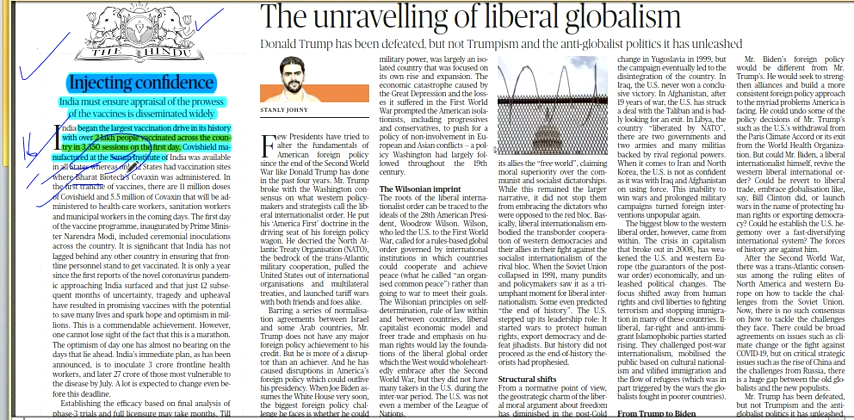 THE HINDU
Injecting confidence
India must ensure appraisal of the prowess
of the vaccines is disseminated widely
India began the largest vaccination drive in its history
with over 2 lakh people vaccinated across the coun-
try in 3,350 sessions on the first day. Covishield ma-
nufactured at the Serum Institute of India was available
in all States whereas only States had vaccination sites
where Bharat Biotech's Covaxin was administered. In
the first tranche of vaccines, there are 11 million doses
of Covishield and 5.5 million of Covaxin that will be ad-
ministered to health care workers, sanitation workers
and municipal workers in the coming days. The first day
of the vaccine programme, inaugurated by Prime Minis-
ter Narendra Modi, included ceremonial inoculations
across the country. It is significant that India has not
lagged behind any other country in ensuring that fron-
tline personnel stand to get vaccinated. It is only a year
since the first reports of the novel coronavirus pandem-
ic approaching India surfaced and that just 12 subse-
quent months of uncertainty, tragedy and upheaval
have resulted in promising vaccines with the potential
to save many lives and spark hope and optimism in mil-
lions. This is a commendable achievement. However,
one cannot lose sight of the fact that this is a marathon.
The optimism of day one has almost no bearing on the
days that lie ahead. India's immediate plan, as has been
announced, is to inoculate 3 crore frontline health
workers, and later 27 crore of those most vulnerable to
the disease by July. A lot is expected to change even be-
fore this deadline.
Establishing the efficacy based on final analysis of
phase-3 trials and full licensure may take months. Till
The unravelling of liberal globalism
Donald Trump has been defeated, but not Trumpism and the anti-globalist politics it has unleashed
STANLY JOHNY
Few Presidents have tried to
alter the fundamentals of
American foreign policy
since the end of the Second World
War like Donald Trump has done
in the past four years. Mr. Trump
broke with the Washington con-
sensus on what western policy-
makers and strategists call the lib-
eral international order. He put
his 'America First' doctrine in the
driving seat of his foreign policy
wagon. He decried the North At-
lantic Treaty Organisation (NATO),
the bedrock of the trans-Atlantic
military cooperation, pulled the
United States out of international
organisations and multilateral
treaties, and launched tariff wars
with both friends and foes alike.
Barring a series of normalisa-
tion agreements between Israel
and some Arab countries, Mr.
Trump does not have any major
foreign policy achievement to his
credit. But he is more of a disrup-
tor than an achiever. And he has
caused disruptions in America's
foreign policy which could outlive
his presidency. When Joe Biden as-
sumes the White House very soon,
the biggest foreign policy chal-
lenge he faces is whether he could
military power, was largely an iso-
lated country that was focused on
its own rise and expansion. The
economic catastrophe caused by
the Great Depression and the loss-
es it suffered in the First World
War prompted the American isola-
tionists, including progressives
and conservatives, to push for a
policy of non-involvement in Eu-
ropean and Asian conflicts – a pol-
icy Washington had largely fol-
lowed throughout the 19th
century.
The Wilsonian imprint
The roots of the liberal interna-
tional order can be traced to the
ideals of the 28th American Presi-
dent, Woodrow Wilson. Wilson,
who led the U.S. to the First World
War, called for a rules-based global
order governed by international
institutions in which countries
could cooperate and achieve
peace (what he called "an organ-
ised common peace") rather than
going to war to meet their goals.
The Wilsonian principles on self-
determination, rule of law within
and between countries, liberal
capitalist economic model and
free trade and emphasis on hu-
man rights would lay the founda-
tions of the liberal global order
which the West would wholeheart-
edly embrace after the Second
World War, but they did not have
many takers in the U.S. during the
inter-war period. The U.S. was not
even a member of the League of
Nations.
its allies the "free world", claiming
moral superiority over the com-
munist and socialist dictatorships.
While this remained the larger
narrative, it did not stop them
from embracing the dictators who
were opposed to the red bloc. Bas-
ically, liberal internationalism em-
bodied the transborder coopera-
tion of western democracies and
their allies in their fight against the
socialist internationalism of the
rival bloc. When the Soviet Union
collapsed in 1991, many pundits
and policymakers saw it as a tri-
umphant moment for liberal inter-
nationalism. Some even predicted
"the end of history". The U.S.
stepped up its leadership role: It
started wars to protect human
rights, export democracy and de-
feat jihadists. But history did not
proceed as the end-of-history the-
orists had prophesied.
Structural shifts
From a normative point of view,
the geostrategic charm of the liber-
al moral argument about freedom
has diminished in the post-Cold
change in Yugoslavia in 1999, but
the campaign eventually led to the
disintegration of the country. In
Iraq, the U.S. never won a conclu-
sive victory. In Afghanistan, after
19 years of war, the U.S. has struck
a deal with the Taliban and is bad-
ly looking for an exit. In Libya, the
country "liberated by NATO",
there are two governments and
two armies and many militias
backed by rival regional powers.
When it comes to Iran and North
Korea, the U.S. is not as confident
as it was with Iraq and Afghanistan
on using force. This inability to
win wars and prolonged military
campaigns turned foreign inter-
ventions unpopular again.
The biggest blow to the western
liberal order, however, came from
within. The crisis in capitalism
that broke out in 2008, has wea-
kened the U.S. and western Eu-
rope (the guarantors of the post-
war order) economically, and un-
leashed political changes. The
focus shifted away from human
rights and civil liberties to fighting
terrorism and stopping immigra-
tion in many of these countries. Il-
liberal, far-right and anti-immi-
grant Islamophobic parties started
rising. They challenged post-war
internationalism, mobilised the
public based on cultural national-
ism and vilified immigration and
the flow of refugees (which was in
part triggered by the wars the glo-
balists fought in poorer countries).
From Trump to Biden
Mr. Biden's foreign policy
would be different from Mr.
Trump's. He would seek to streng-
then alliances and build a more
consistent foreign policy approach
to the myriad problems America is
facing. He could undo some of the
policy decisions of Mr. Trump's
such as the U.S.'s withdrawal from
the Paris Climate Accord or its exit
from the World Health Organiza-
tion. But could Mr. Biden, a liberal
internationalist himself, revive the
western liberal international or-
der? Could he revert to liberal
trade, embrace globalisation like,
say, Bill Clinton did, or launch
wars in the name of protecting hu-
man rights or exporting democra-
cy? Could he establish the U.S. he-
gemony over a fast-diversifying
international system? The forces
of history are against him.
After the Second World War,
there was a trans-Atlantic consen-
sus among the ruling elites of
North America and western Eu-
rope on how to tackle the chal-
lenges from the Soviet Union.
Now, there is no such consensus
on how to tackle the challenges
they face. There could be broad
agreements on issues such as cli-
mate change or the fight against
COVID-19, but on critical strategic
issues such as the rise of China and
the challenges from Russia, there
is a huge gap between the old glo-
balists and the new populists.
Mr. Trump has been defeated,
but not Trumpism and the anti-
globalist politics it has unleashed.